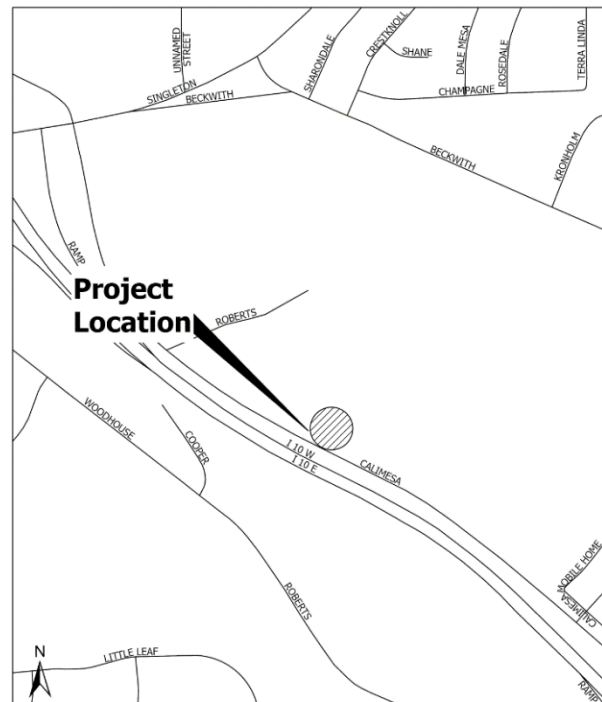 UNNAMED
STREET
SINGLETON
BECKWITH
SHARONDALE
CRESTKNOLL
SHANE
DALE MESA
ROSEDALE
TERRA LINDA
CHAMPAGNE
BECKWITH
KRONHOLM
RAMP
Project
Location
ROBERTS
WOODHOUSE
COOPER
I 10 W
I 10 E
CALIMESA
MOBILE HOME
CALIMESA
ROBERTS
LITTLE LEAF
N
RAMP